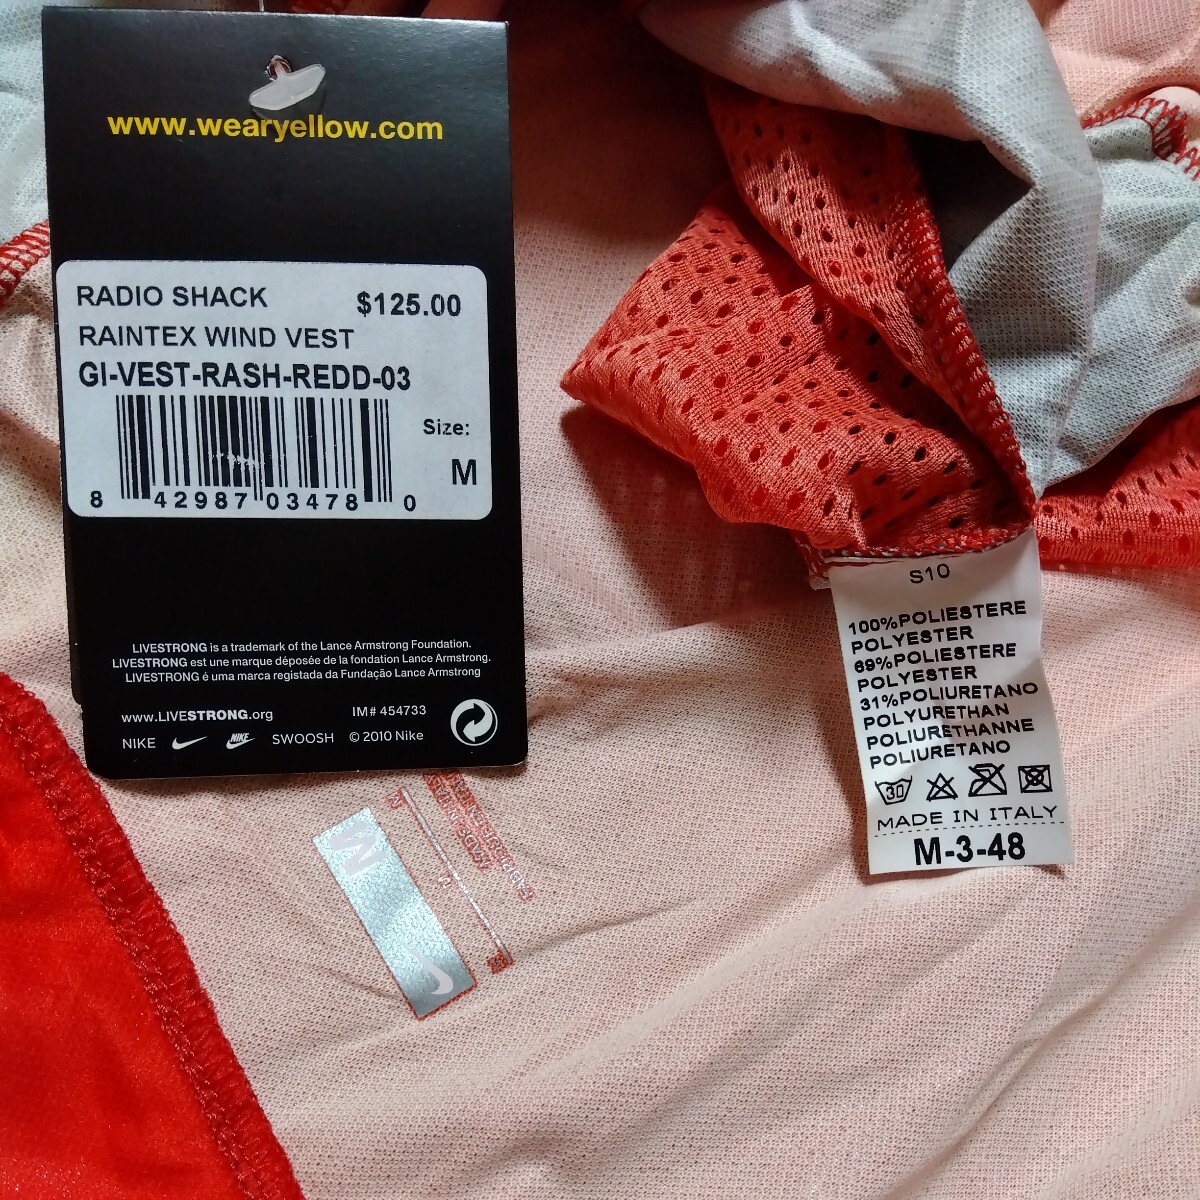 www.wearyellow.com
RADIO SHACK
$125.00
RAINTEX WIND VEST
GI-VEST-RASH-REDD-03
Size:
M
8 42987 03478 0
LIVESTRONG is a trademark of the Lance Armstrong Foundation.
LIVESTRONG est une marque déposée de la fondation Lance Armstrong.
LIVESTRONG é uma marca registada da Fundação Lance Armstrong
www.LIVESTRONG.org
IM# 454733
NIKE
NIKE
SWOOSH © 2010 Nike
S10
100%POLIESTERE
POLYESTER
69%POLIESTERE
POLYESTER
31%POLIURETANO
POLYURETHAN
POLIURETHANNE
POLIURETANO
30
MADE IN ITALY
M-3-48
M